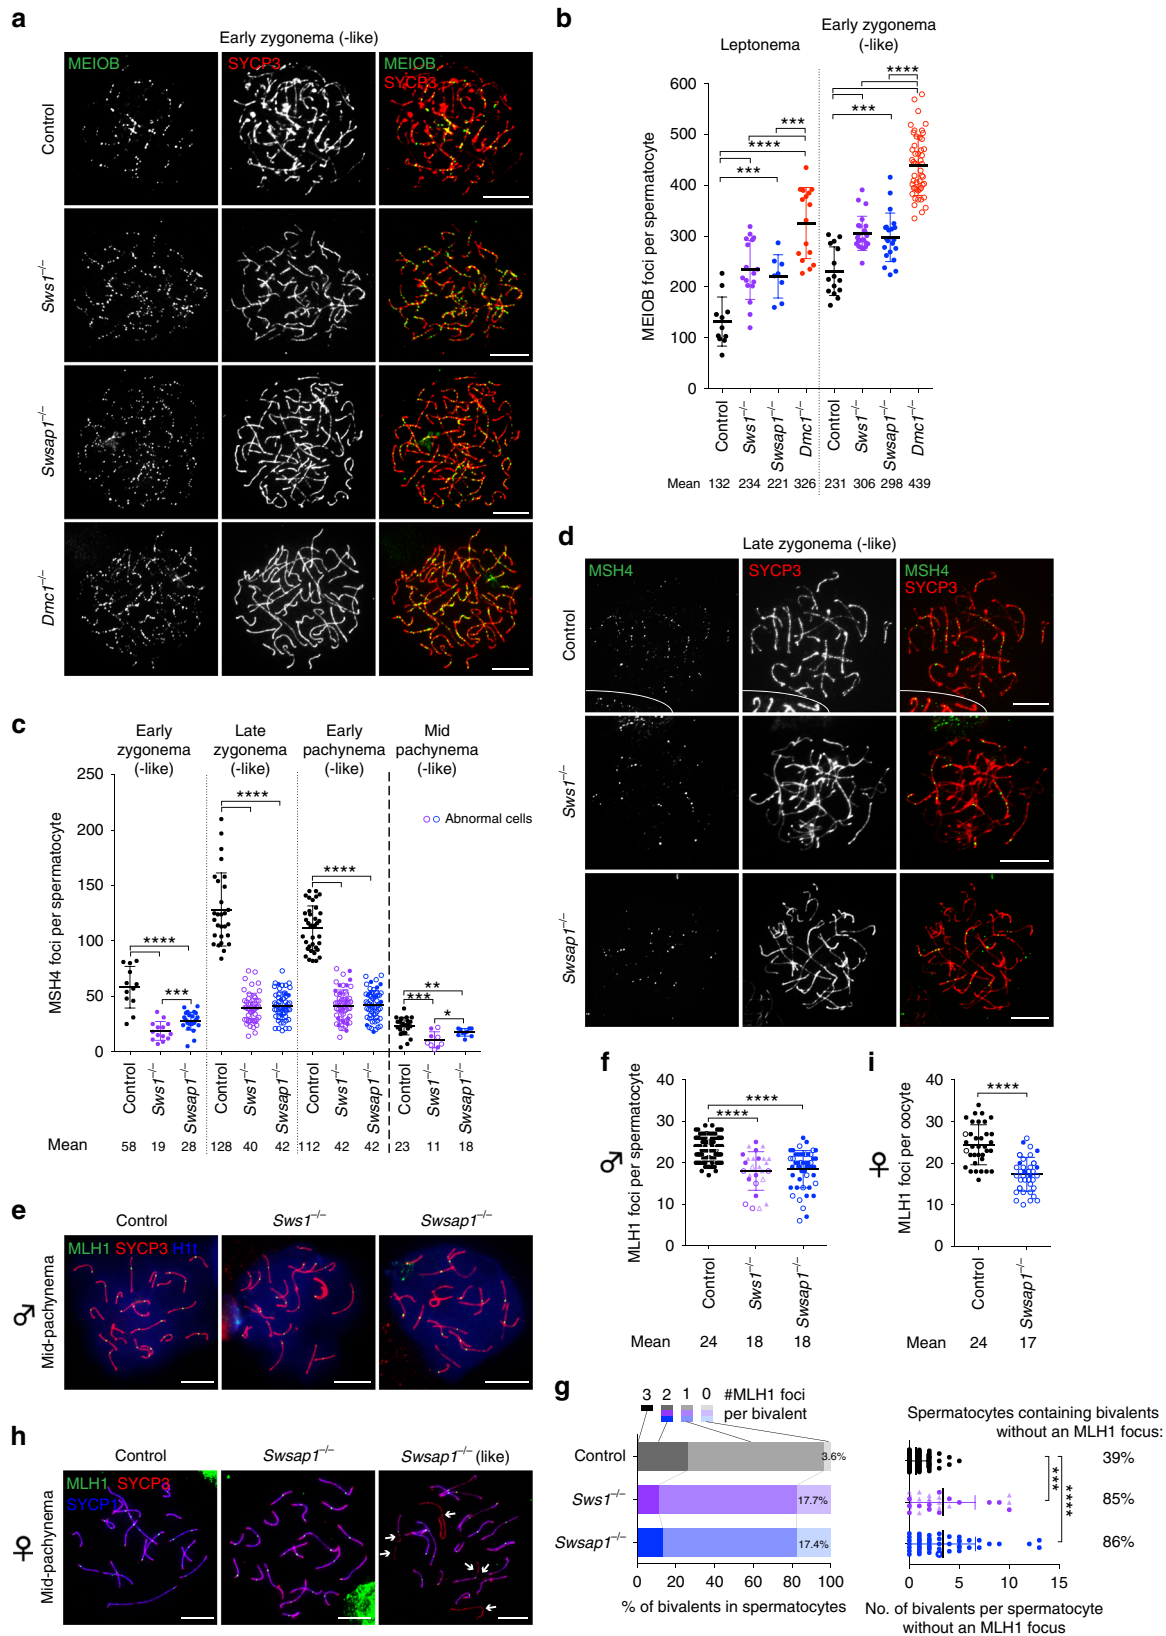 a
Early zygonema (-like)
MEIOB
SYCP3
MEIOB
SYCP3
Control
Sws1−/−
Swsap1−/−
Dmc1−/−
b
Leptonema
Early zygonema (-like)
MEIOB foci per spermatocyte
600
500
400
300
200
100
0
***
****
***
****
***
Control
Sws1−/−
Swsap1−/−
Dmc1−/−
Control
Sws1−/−
Swsap1−/−
Dmc1−/−
Mean 132 234 221 326 231 306 298 439
c
Early zygonema (-like)
Late zygonema (-like)
Early pachynema (-like)
Mid pachynema (-like)
MSH4 foci per spermatocyte
250
200
150
100
50
0
Abnormal cells
****
***
****
****
**
***
*
Control
Sws1−/−
Swsap1−/−
Control
Sws1−/−
Swsap1−/−
Control
Sws1−/−
Swsap1−/−
Control
Sws1−/−
Swsap1−/−
Mean 58 19 28 128 40 42 112 42 42 23 11 18
d
Late zygonema (-like)
MSH4
SYCP3
MSH4
SYCP3
Control
Sws1−/−
Swsap1−/−
e
Control
Sws1−/−
Swsap1−/−
MLH1 SYCP3 H1t
♂
Mid-pachynema
f
♂
MLH1 foci per spermatocyte
40
30
20
10
0
****
****
Control
Sws1−/−
Swsap1−/−
Mean 24 18 18
i
♀
MLH1 foci per oocyte
40
30
20
10
0
****
Control
Swsap1−/−
Mean 24 17
g
3 2 1 0 #MLH1 foci per bivalent
Control
Sws1−/−
Swsap1−/−
3.6%
17.7%
17.4%
0 20 40 60 80 100
% of bivalents in spermatocytes
Spermatocytes containing bivalents without an MLH1 focus:
39%
85%
86%
***
****
0 5 10 15
No. of bivalents per spermatocyte without an MLH1 focus
h
Control
Swsap1−/−
Swsap1−/− (like)
MLH1 SYCP3
SYCP1
♀
Mid-pachynema